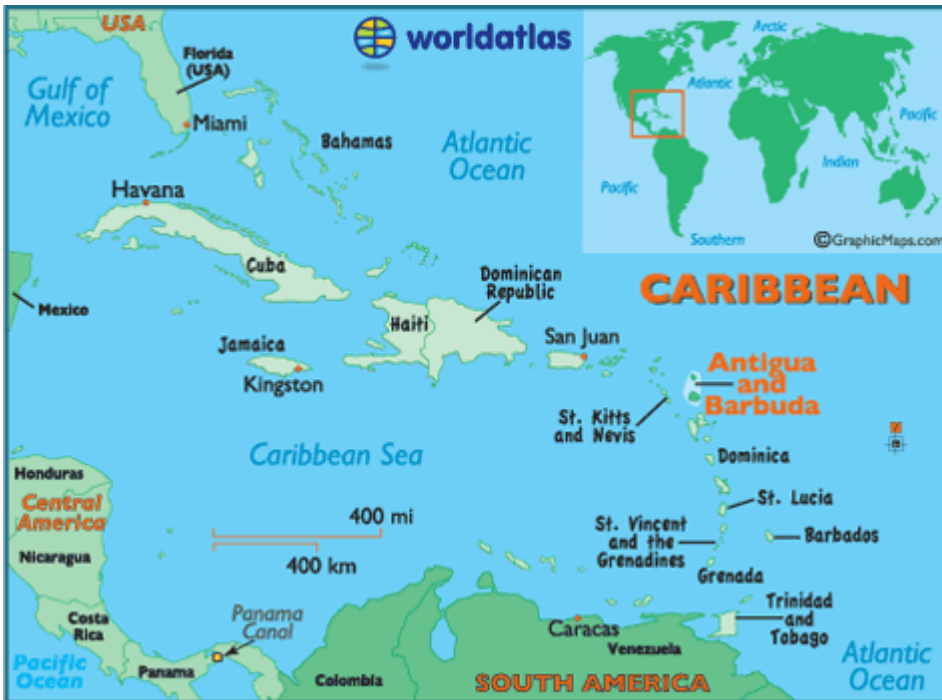 USA
worldatlas
Florida
(USA)
Gulf of
Mexico
Miami
Bahamas
Atlantic
Ocean
Arctic
Atlantic
Pacific
Indian
Pacific
Southern
©GraphicMaps.com
Havana
Cuba
Mexico
Dominican
Republic
Haiti
CARIBBEAN
Jamaica
Kingston
San Juan
Antigua
and
Barbuda
St. Kitts
and Nevis
N
Caribbean Sea
Dominica
Honduras
Central
America
St. Lucia
400 mi
St. Vincent
and the
Grenadines
Barbados
Nicaragua
400 km
Grenada
Costa
Rica
Panama
Canal
Trinidad
and
Tobago
Caracas
Venezuela
Pacific
Ocean
Panama
Colombia
SOUTH AMERICA
Atlantic
Ocean